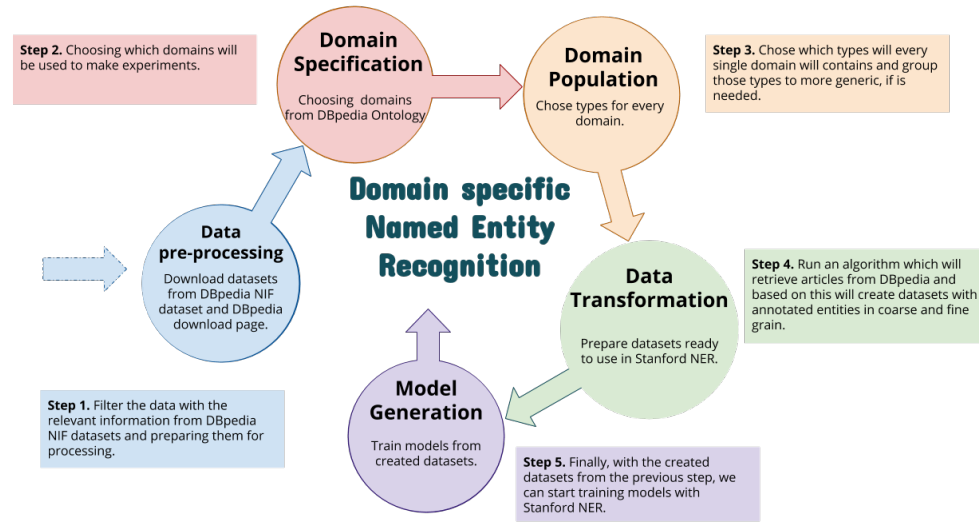 Step 2. Choosing which domains will
be used to make experiments.
Domain
Specification
Choosing domains
from DBpedia Ontology
Domain
Population
Chose types for every
domain.
Step 3. Chose which types will every
single domain will contains and group
those types to more generic, if is
needed.
Domain specific
Named Entity
Recognition
Data
pre-processing
Download datasets
from DBpedia NIF
dataset and DBpedia
download page.
Data
Transformation
Prepare datasets ready
to use in Stanford NER.
Step 4. Run an algorithm which will
retrieve articles from DBpedia and
based on this will create datasets with
annotated entities in coarse and fine
grain.
Step 1. Filter the data with the
relevant information from DBpedia
NIF datasets and preparing them for
processing.
Model
Generation
Train models from
created datasets.
Step 5. Finally, with the created
datasets from the previous step, we
can start training models with
Stanford NER.